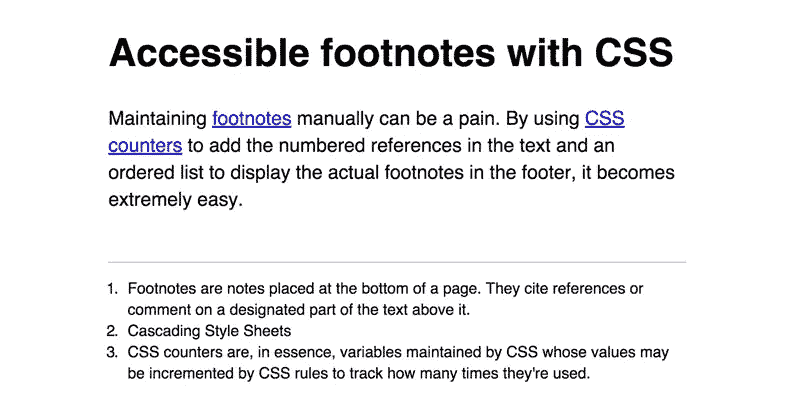 Accessible footnotes with CSS
Maintaining footnotes manually can be a pain. By using CSS
counters to add the numbered references in the text and an
ordered list to display the actual footnotes in the footer, it becomes
extremely easy.
1. Footnotes are notes placed at the bottom of a page. They cite references or
comment on a designated part of the text above it.
2. Cascading Style Sheets
3. CSS counters are, in essence, variables maintained by CSS whose values may
be incremented by CSS rules to track how many times they're used.